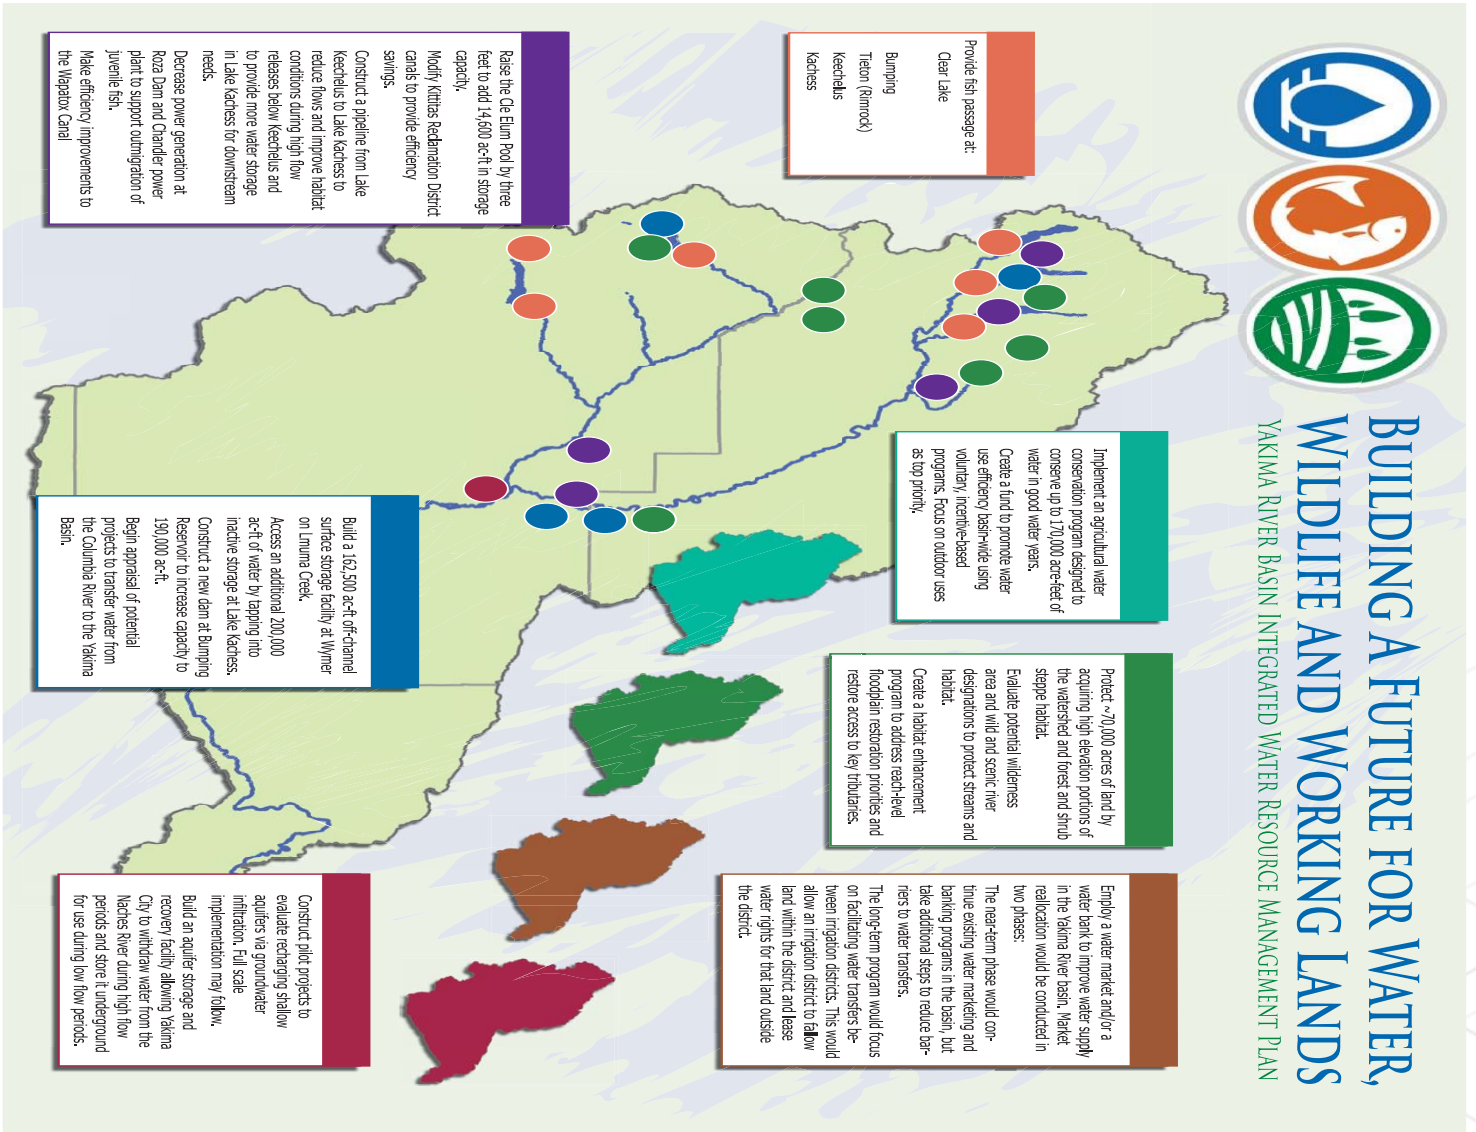 BUILDING A FUTURE FOR WATER,
WILDLIFE AND WORKING LANDS
YAKIMA RIVER BASIN INTEGRATED WATER RESOURCE MANAGEMENT PLAN
Provide fish passage at:
Clear Lake
Bumping
Tieton (Rimrock)
Keechelus
Kachess
Raise the Cle Elum Pool by three
feet to add 14,600 ac-ft in storage
capacity.
Modify Kittitas Reclamation District
canals to provide efficiency
savings.
Construct a pipeline from Lake
Keechelus to Lake Kachess to
reduce flows and improve habitat
conditions during high flow
releases below Keechelus and
to provide more water storage
in Lake Kachess for downstream
needs.
Decrease power generation at
Roza Dam and Chandler power
plant to support outmigration of
juvenile fish.
Make efficiency improvements to
the Wapatox Canal
Implement an agricultural water
conservation program designed to
conserve up to 170,000 acre-feet of
water in good water years.
Create a fund to promote water
use efficiency basin-wide using
voluntary, incentive-based
programs. Focus on outdoor uses
as top priority.
Build a 162,500 ac-ft off-channel
surface storage facility at Wymer
on Lmuma Creek.
Access an additional 200,000
ac-ft of water by tapping into
inactive storage at Lake Kachess.
Construct a new dam at Bumping
Reservoir to increase capacity to
190,000 ac-ft.
Begin appraisal of potential
projects to transfer water from
the Columbia River to the Yakima
Basin.
Protect ~70,000 acres of land by
acquiring high elevation portions of
the watershed and forest and shrub
steppe habitat.
Evaluate potential wilderness
area and wild and scenic river
designations to protect streams and
habitat.
Create a habitat enhancement
program to address reach-level
floodplain restoration priorities and
restore access to key tributaries.
Employ a water market and/or a
water bank to improve water supply
in the Yakima River basin. Market
reallocation would be conducted in
two phases:
The near-term phase would con-
tinue existing water marketing and
banking programs in the basin, but
take additional steps to reduce bar-
riers to water transfers.
The long-term program would focus
on facilitating water transfers be-
tween irrigation districts. This would
allow an irrigation district to fallow
land within the district and lease
water rights for that land outside
the district.
Construct pilot projects to
evaluate recharging shallow
aquifers via groundwater
infiltration. Full scale
implementation may follow.
Build an aquifer storage and
recovery facility allowing Yakima
City to withdraw water from the
Naches River during high flow
periods and store it underground
for use during low flow periods.